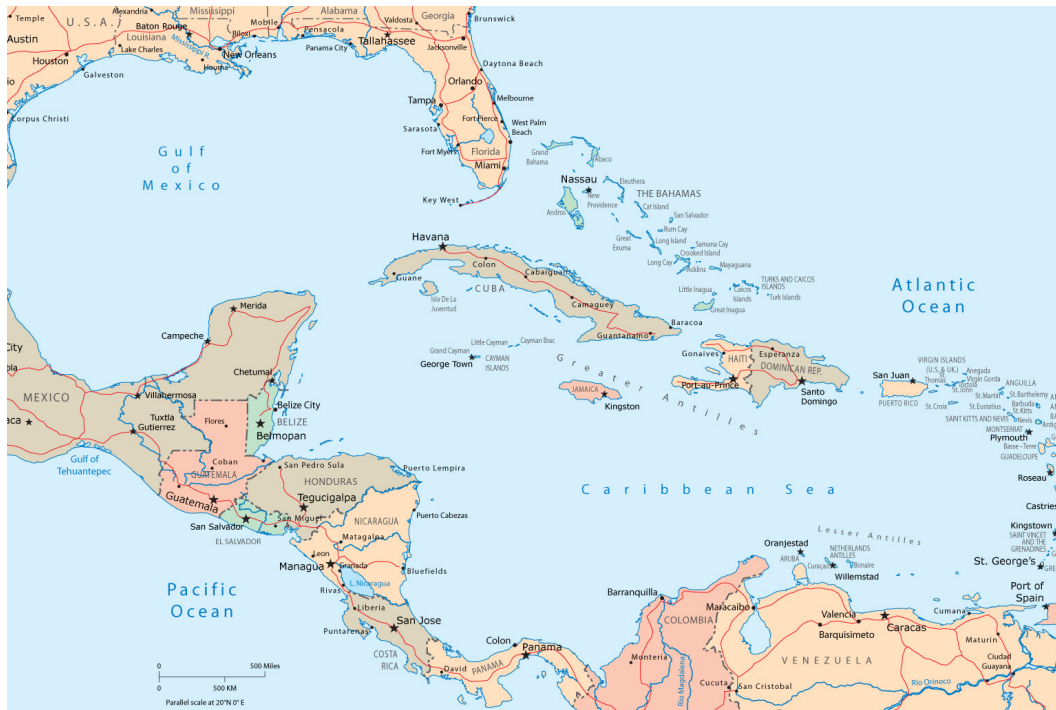 Temple
Alexandria
Mississippi
Alabama
Georgia
Brunswick
U.S.A.
Baton Rouge
Mobile
Pensacola
Valdosta
Austin
Louisiana
Biloxi
Tallahassee
Jacksonville
Lake Charles
Mississippi R.
New Orleans
Panama City
Houston
Houma
Galveston
Daytona Beach
Orlando
Corpus Christi
Tampa
Melbourne
Sarasota
Fort Pierce
West Palm
Beach
Fort Myers
Florida
Miami
Gulf
of
Mexico
Key West
Grand
Bahama
Abaco
Nassau
Eleuthera
New
Providence
THE BAHAMAS
Andros
Cat Island
San Salvador
Rum Cay
Great
Exuma
Long Island
Samana Cay
Crooked Island
Long Cay
Acklins
Mayaguana
Little Inagua
Caicos
Islands
TURKS AND CAICOS
ISLANDS
Turk Islands
Great Inagua
Atlantic
Ocean
Havana
Colon
Guane
CUBA
Cabaiguan
Isla De La
Juventud
Camaguey
Guantanamo
Baracoa
Little Cayman
Cayman Brac
Grand Cayman
CAYMAN
ISLANDS
George Town
Greater
Antilles
JAMAICA
Kingston
Gonaives
HAITI
Port-au-Prince
Esperanza
DOMINICAN REP.
Santo
Domingo
San Juan
PUERTO RICO
VIRGIN ISLANDS
(U.S. & UK)
St.
Thomas
Anegada
Virgin Gorda
Tortola
St.John
ANGUILLA
St.Croix
St.Martin
St.Barthelemy
St.Eustatius
Barbuda
St.Kitts
SAINT KITTS AND NEVIS
Nevis
MONTSERRAT
Plymouth
Basse-Terre
GUADELOUPE
Roseau
Castries
Kingstown
SAINT VINCET
AND THE
GRENADINES
St. George's
Port of
Spain
Merida
Campeche
City
Chetumal
MEXICO
Villahermosa
Tuxtla
Gutierrez
Belize City
BELIZE
Belmopan
Flores
Coban
Gulf of
Tehuantepec
GUATEMALA
Guatemala
San Pedro Sula
Puerto Lempira
HONDURAS
Tegucigalpa
San Salvador
San Miguel
EL SALVADOR
NICARAGUA
Puerto Cabezas
Matagalpa
Leon
Managua
Granada
Bluefields
L. Nicaragua
Rivas
Caribbean Sea
Lesser Antilles
Oranjestad
ARUBA
NETHERLANDS
ANTILLES
Curaçao
Bonaire
Willemstad
Pacific
Ocean
Liberia
San Jose
Puntarenas
COSTA
RICA
Colon
Panama
David
PANAMA
Barranquilla
Maracaibo
COLOMBIA
Monteria
Rio Magdalena
Cucuta
San Cristobal
Valencia
Barquisimeto
Caracas
Cumana
Maturin
Ciudad
Guayana
VENEZUELA
Rio Orinoco
0 500 Miles
0 500 KM
Parallel scale at 20°N 0° E